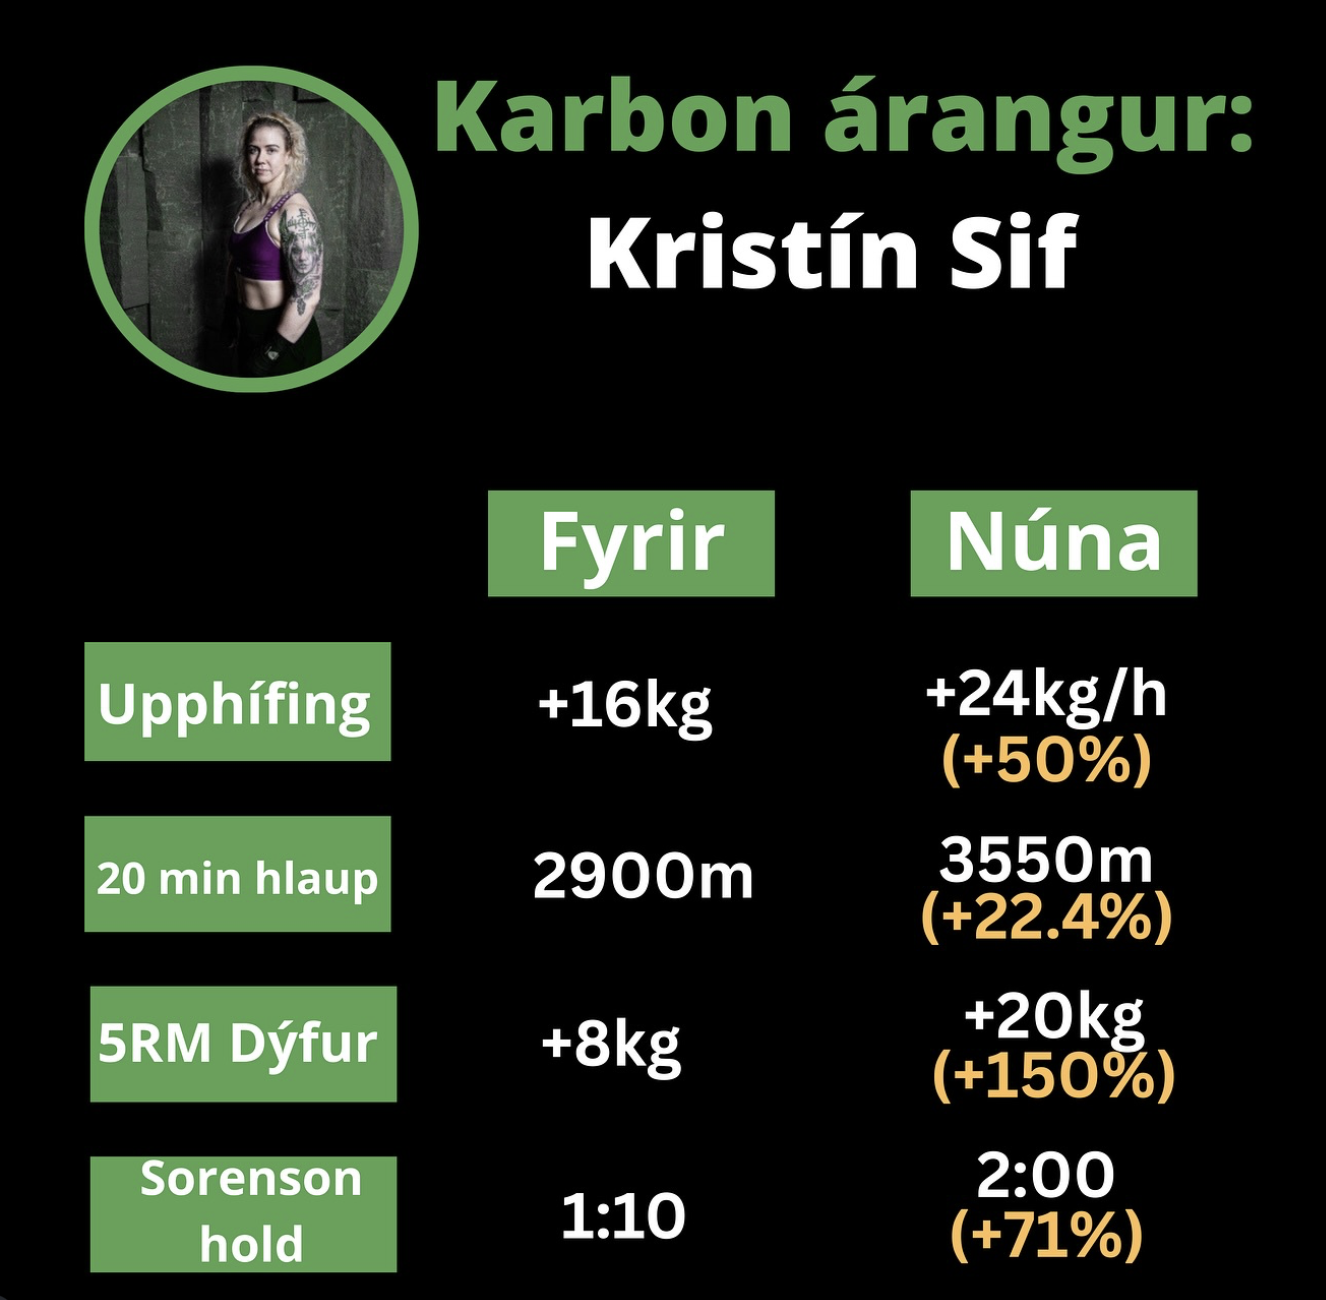 Karbon árangur:
Kristín Sif
Fyrir Núna
Upphífing +16kg +24kg/h
(+50%)
20 min hlaup 2900m 3550m
(+22.4%)
5RM Dýfur +8kg +20kg
(+150%)
Sorenson
hold 1:10 2:00
(+71%)